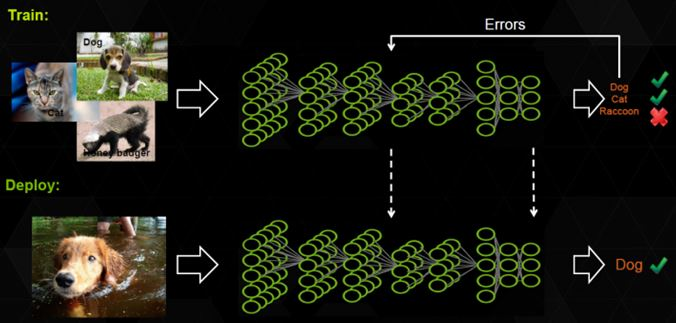 Train:
Errors
Dog
Cat
Honey badger
Dog
Cat
Raccoon
Deploy:
Dog